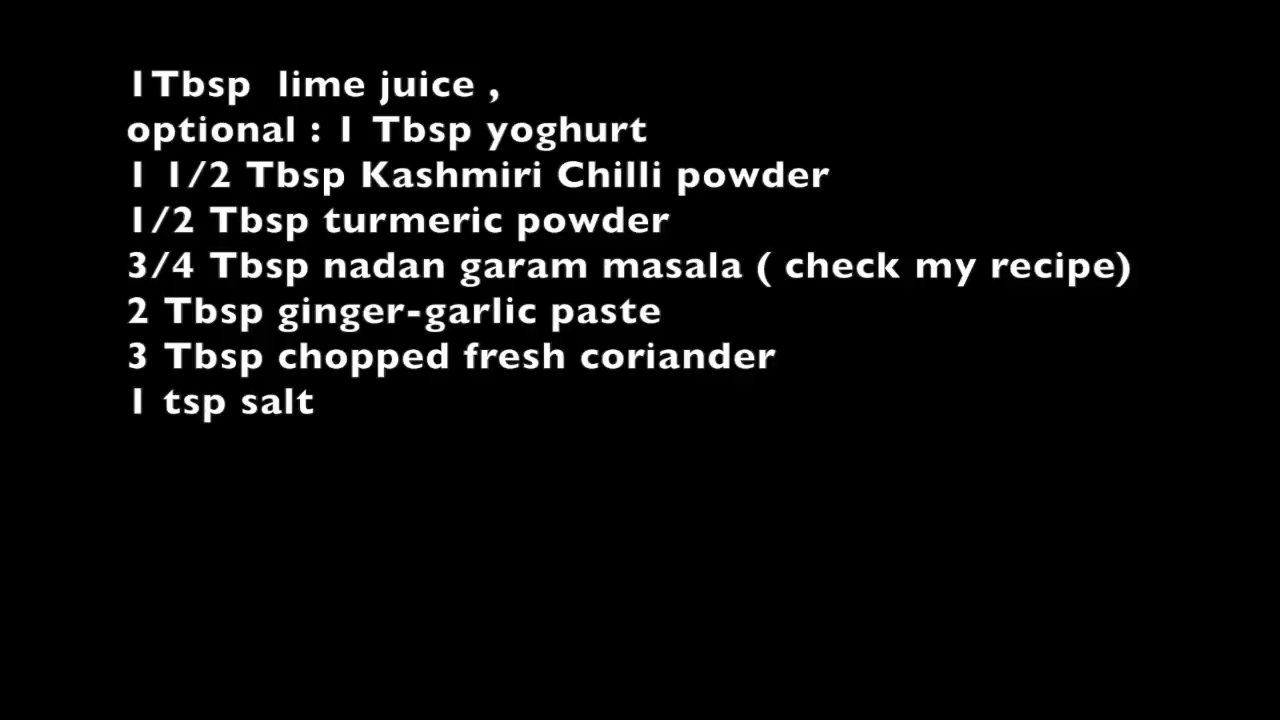 1Tbsp lime juice ,
optional : 1 Tbsp yoghurt
1 1/2 Tbsp Kashmiri Chilli powder
1/2 Tbsp turmeric powder
3/4 Tbsp nadan garam masala ( check my recipe)
2 Tbsp ginger-garlic paste
3 Tbsp chopped fresh coriander
1 tsp salt